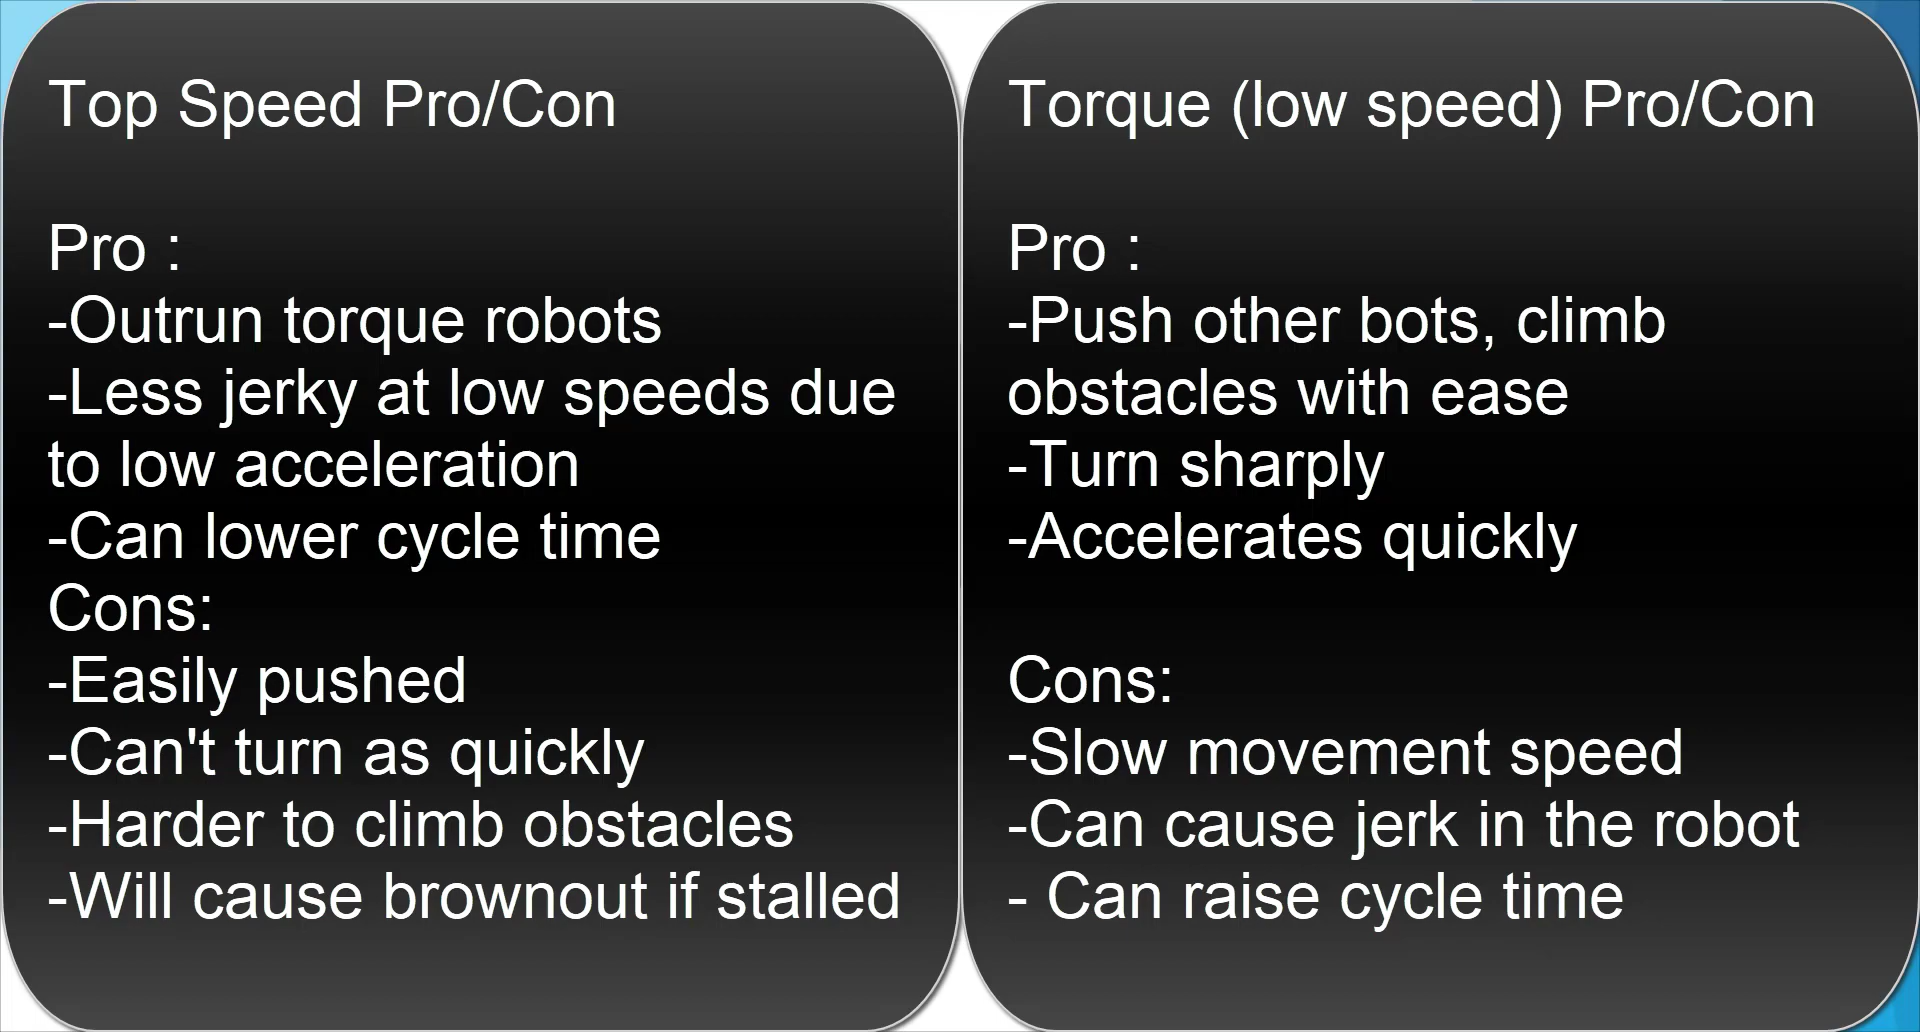 Top Speed Pro/Con
Pro :
-Outrun torque robots
-Less jerky at low speeds due
to low acceleration
-Can lower cycle time
Cons:
-Easily pushed
-Can't turn as quickly
-Harder to climb obstacles
-Will cause brownout if stalled
Torque (low speed) Pro/Con
Pro :
-Push other bots, climb
obstacles with ease
-Turn sharply
-Accelerates quickly
Cons:
-Slow movement speed
-Can cause jerk in the robot
- Can raise cycle time